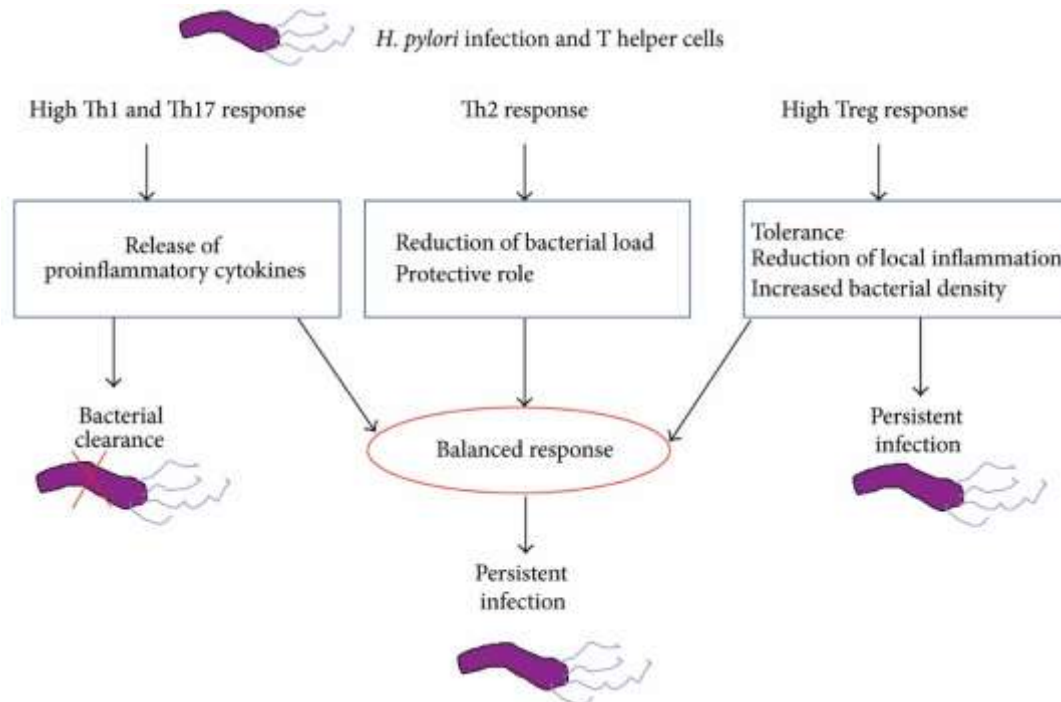 H. pylori infection and T helper cells
High Th1 and Th17 response
Th2 response
High Treg response
Release of
proinflammatory cytokines
Reduction of bacterial load
Protective role
Tolerance
Reduction of local inflammation
Increased bacterial density
Bacterial
clearance
Balanced response
Persistent
infection
Persistent
infection